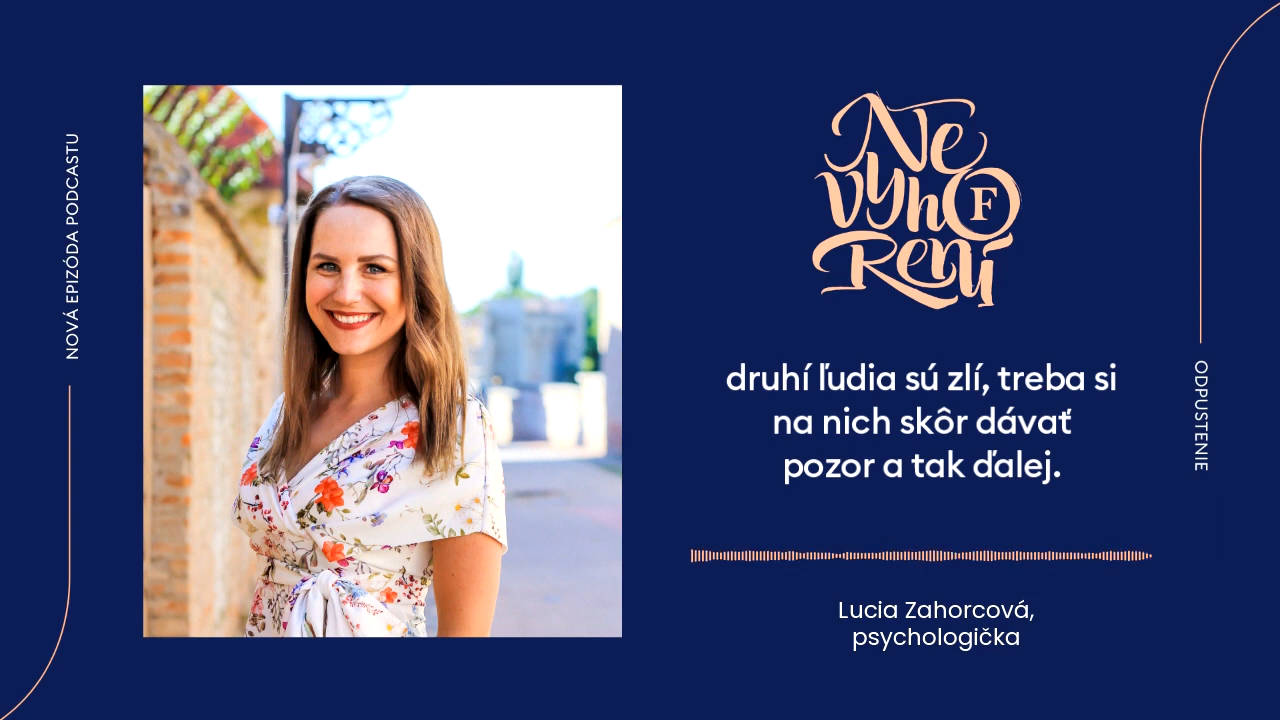 NOVÁ EPIZÓDA PODCASTU
Ne
Vyho
F
Rení
druhí ľudia sú zlí, treba si
na nich skôr dávať
pozor a tak ďalej.
Lucia Zahorcová,
psychologička
ODPUSTENIE